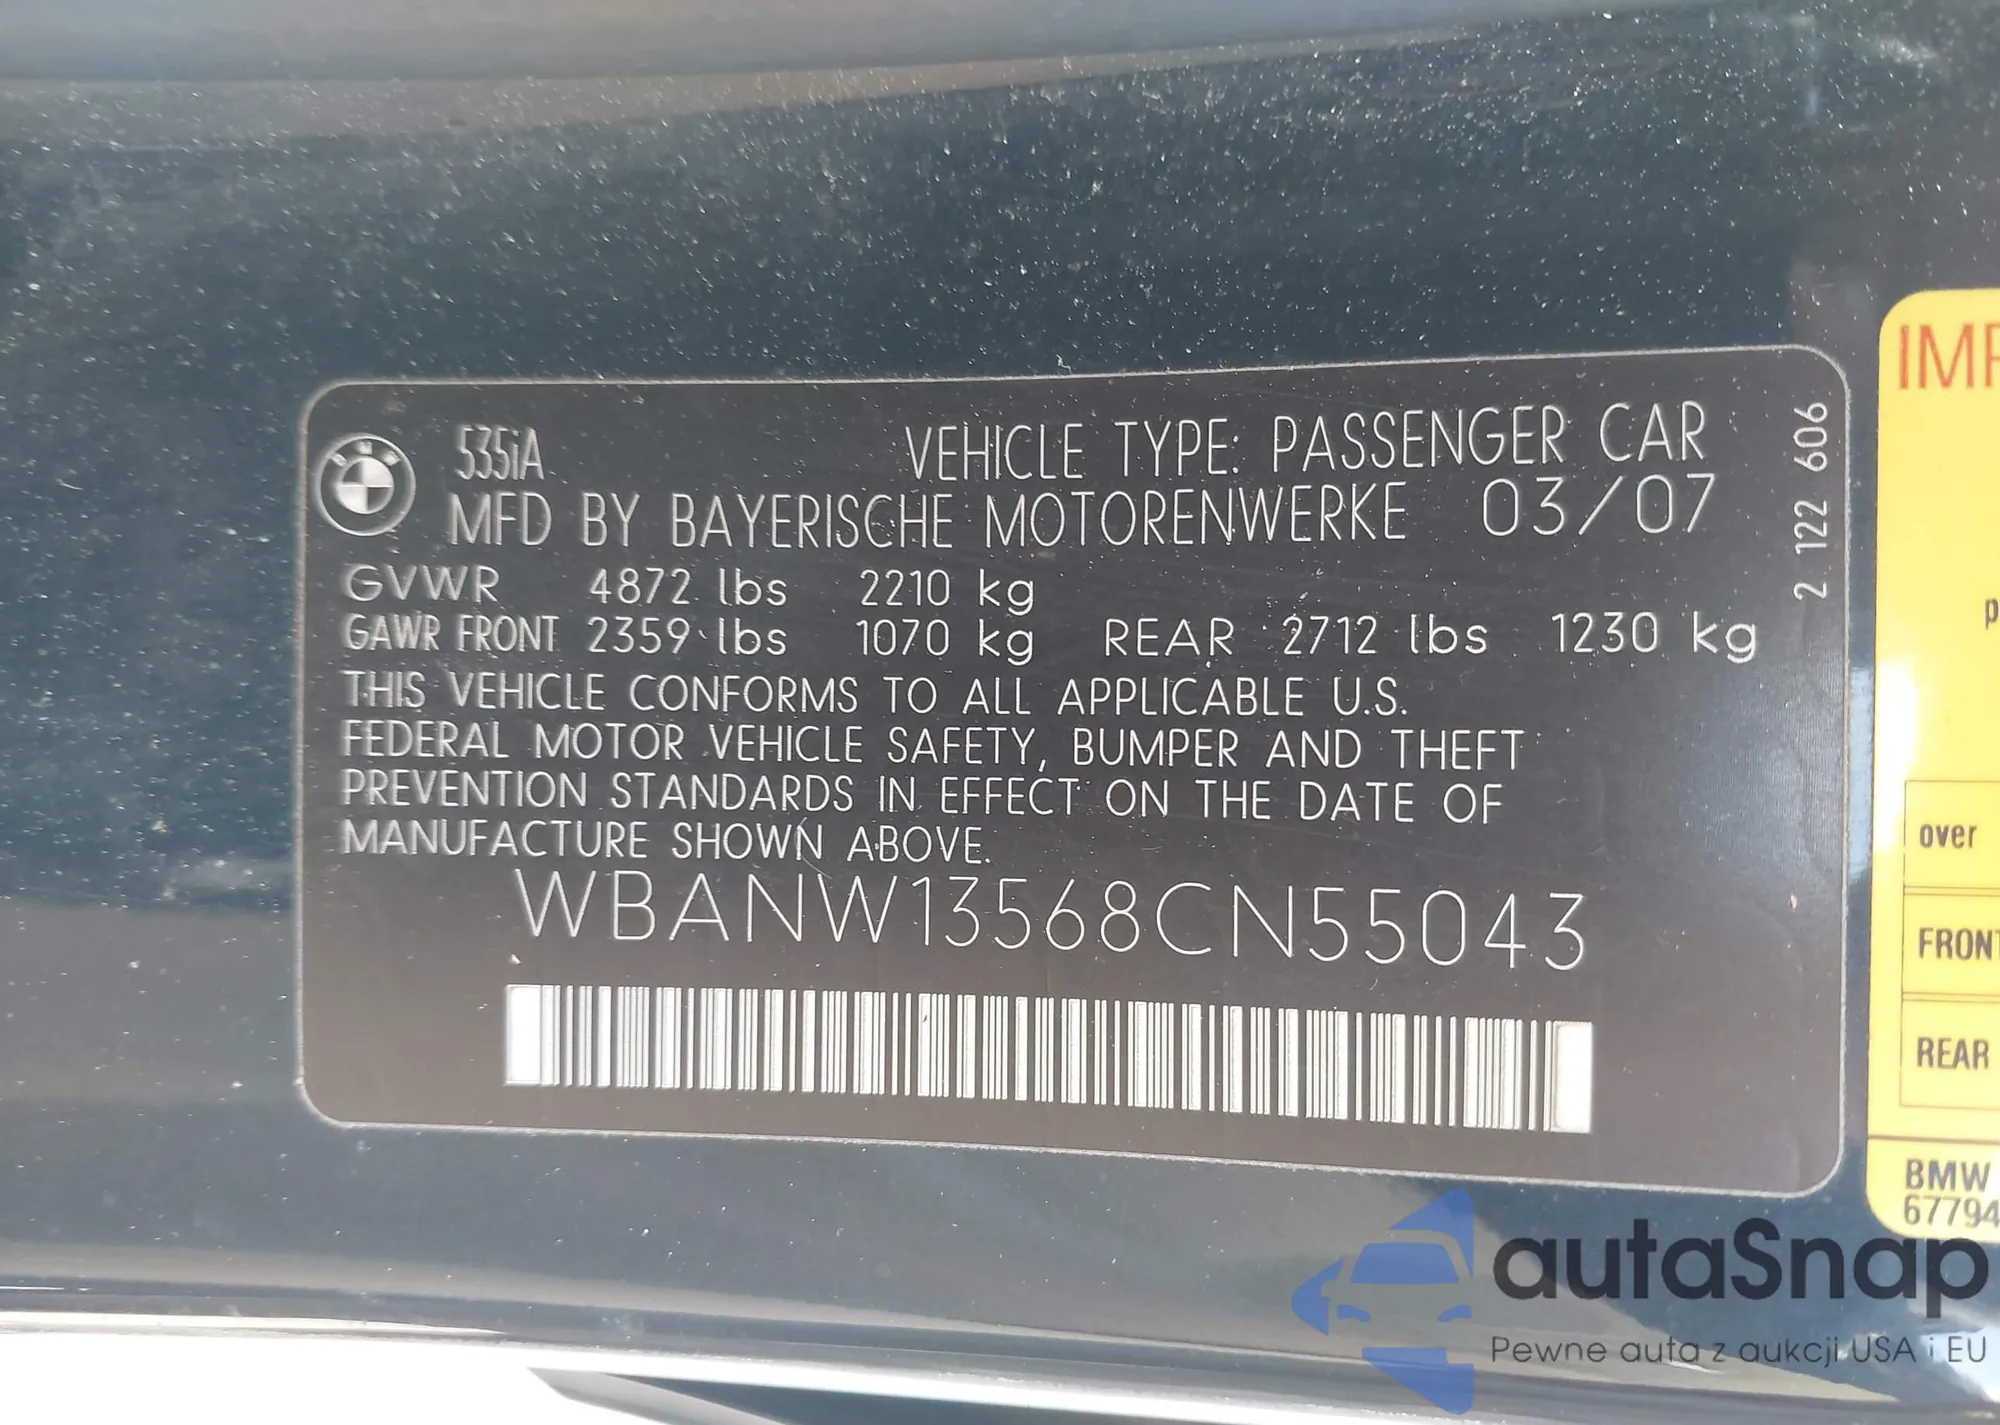 535iA VEHICLE TYPE: PASSENGER CAR
MFD BY BAYERISCHE MOTORENWERKE 03/07
GVWR 4872 lbs 2210 kg
GAWR FRONT 2359 lbs 1070 kg REAR 2712 lbs 1230 kg
THIS VEHICLE CONFORMS TO ALL APPLICABLE U.S.
FEDERAL MOTOR VEHICLE SAFETY, BUMPER AND THEFT
PREVENTION STANDARDS IN EFFECT ON THE DATE OF
MANUFACTURE SHOWN ABOVE.
WBANW13568CN55043
2 122 606
over
FRONT
REAR
BMW
67794
autaSnap
Pewne auta z aukcji USA i EU